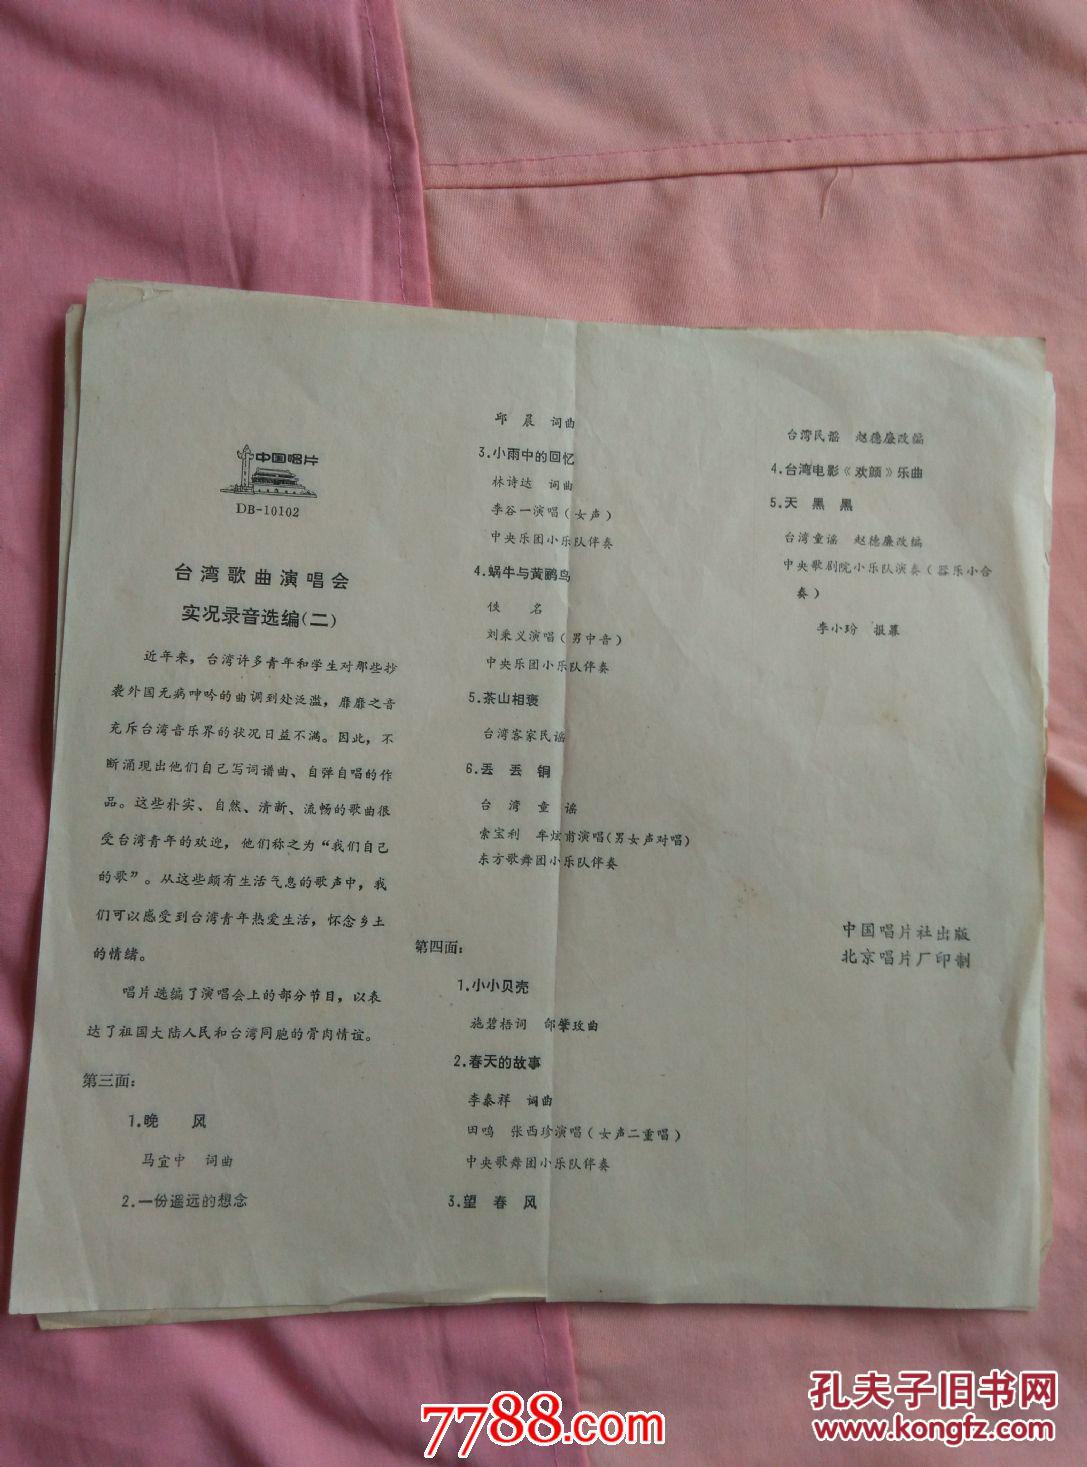 中国唱片
DB-10102
台湾歌曲演唱会
实况录音选编(二)
近年来，台湾许多青年和学生对那些抄
袭外国无病呻吟的曲调到处泛滥，靡靡之音
充斥台湾音乐界的状况日益不满。因此，不
断涌现出他们自己写词谱曲、自弹自唱的作
品。这些朴实、自然、清新、流畅的歌曲很
受台湾青年的欢迎，他们称之为“我们自己
的歌”。从这些颇有生活气息的歌声中，我
们可以感受到台湾青年热爱生活，怀念乡土
的情绪。
唱片选编了演唱会上的部分节目，以表
达了祖国大陆人民和台湾同胞的骨肉情谊。
第三面：
1.晚 风
马宜中 词曲
2.一份遥远的想念
邱 晨 词曲
3.小雨中的回忆
林诗达 词曲
李谷一演唱（女声）
中央乐团小乐队伴奏
4.蜗牛与黄鹂鸟
佚 名
刘秉义演唱（男中音）
中央乐团小乐队伴奏
5.茶山相褒
台湾客家民谣
6.丢 丢 铜
台 湾 童 谣
索宝利 牟炫甫演唱(男女声对唱)
东方歌舞团小乐队伴奏
第四面：
1.小小贝壳
施碧梧词 邰肇玫曲
2.春天的故事
李泰祥 词曲
田鸣 张西珍演唱（女声二重唱）
中央歌舞团小乐队伴奏
3.望 春 风
台湾民谣 赵德廉改编
4.台湾电影《欢颜》乐曲
5.天 黑 黑
台湾童谣 赵德廉改编
中央歌剧院小乐队演奏（器乐小合
奏）
李小玢 报幕
中国唱片社出版
北京唱片厂印制
7788.com
孔夫子旧书网
www.kongfz.com